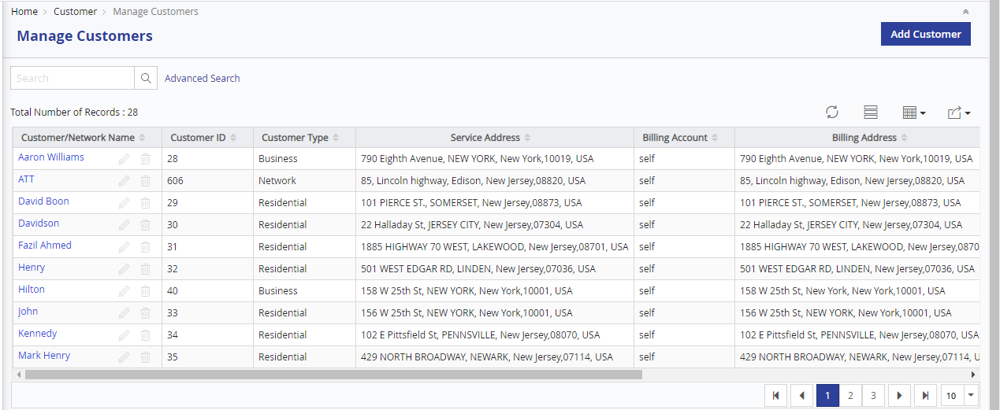 Home > Customer > Manage Customers
Manage Customers
Add Customer
Search
Advanced Search
Total Number of Records : 28
Customer/Network Name Customer ID Customer Type Service Address Billing Account Billing Address
Aaron Williams 28 Business 790 Eighth Avenue, NEW YORK, New York,10019, USA self 790 Eighth Avenue, NEW YORK, New York,10019, USA
ATT 606 Network 85, Lincoln highway, Edison, New Jersey,08820, USA self 85, Lincoln highway, Edison, New Jersey,08820, USA
David Boon 29 Residential 101 PIERCE ST., SOMERSET, New Jersey,08873, USA self 101 PIERCE ST., SOMERSET, New Jersey,08873, USA
Davidson 30 Residential 22 Halladay St, JERSEY CITY, New Jersey,07304, USA self 22 Halladay St, JERSEY CITY, New Jersey,07304, USA
Fazil Ahmed 31 Residential 1885 HIGHWAY 70 WEST, LAKEWOOD, New Jersey,08701, USA self 1885 HIGHWAY 70 WEST, LAKEWOOD, New Jersey,0870
Henry 32 Residential 501 WEST EDGAR RD, LINDEN, New Jersey,07036, USA self 501 WEST EDGAR RD, LINDEN, New Jersey,07036, USA
Hilton 40 Business 158 W 25th St, NEW YORK, New York,10001, USA self 158 W 25th St, New York, New York,10001, USA
John 33 Residential 156 W 25th St, NEW YORK, New York,10001, USA self 156 W 25th St, NEW YORK, New York,10001, USA
Kennedy 34 Residential 102 E Pittsfield St, PENNSVILLE, New Jersey,08070, USA self 102 E Pittsfield St, PENNSVILLE, New Jersey,08070, USA
Mark Henry 35 Residential 429 NORTH BROADWAY, NEWARK, New Jersey,07114, USA self 429 NORTH BROADWAY, NEWARK, New Jersey,07114, U
1 2 3 10